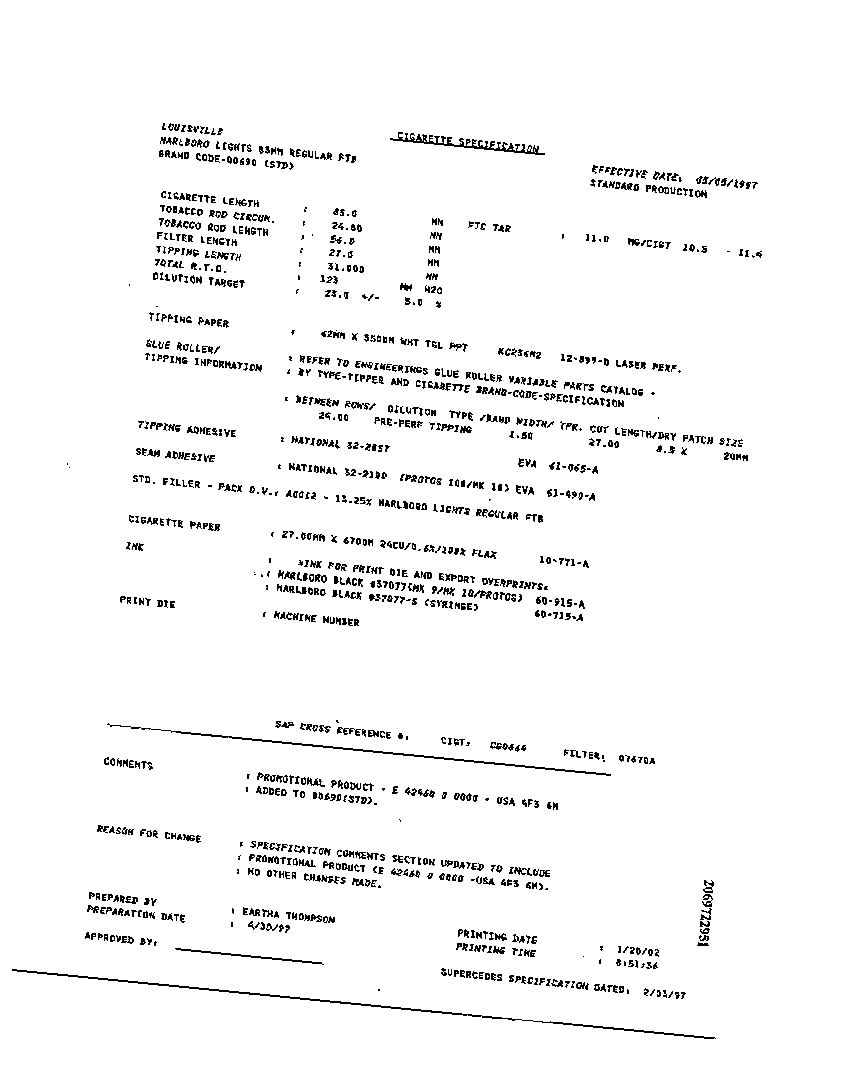 LOUISVILLE
MARLBORO LIGHTS 83MM REGULAR FTB
BRAND CODE-00690 (STD)
CIGARETTE SPECIFICATION
EFFECTIVE DATE: 05/05/1997
STANDARD PRODUCTION
CIGARETTE LENGTH : 83.0 MM FTC TAR : 11.0 MG/CIGT 10.5 - 11.4
TOBACCO ROD CIRCUM. : 24.80 MM
TOBACCO ROD LENGTH : 56.0 MM
FILTER LENGTH : 27.0 MM
TIPPING LENGTH : 31.000 MM
TOTAL R.T.D. : 123 MM H2O
DILUTION TARGET : 23.0 +/- 5.0 %
TIPPING PAPER : 62MM X 3500M WHT TGL PPT KC236M2 12-899-D LASER PERF.
GLUE ROLLER/ : REFER TO ENGINEERINGS GLUE ROLLER VARIABLE PARTS CATALOG -
TIPPING INFORMATION : BY TYPE-TIPPER AND CIGARETTE BRAND-CODE-SPECIFICATION
: BETWEEN ROWS/ DILUTION TYPE /BAND WIDTH/ TPR. CUT LENGTH/DRY PATCH SIZE
26.00 PRE-PERF TIPPING 1.50 27.00 8.5 X 20MM
TIPPING ADHESIVE : NATIONAL 32-2057 EVA 61-065-A
SEAM ADHESIVE : NATIONAL 32-2100 (PROTOS 100/MK 10) EVA 61-490-A
STD. FILLER - PACK O.V.: A0012 - 13.25% MARLBORO LIGHTS REGULAR FTB
CIGARETTE PAPER : 27.00MM X 6700M 24CU/0.6%/100% FLAX 10-771-A
INK : *INK FOR PRINT DIE AND EXPORT OVERPRINTS*
: MARLBORO BLACK #37077(MK 9/MK 10/PROTOS) 60-915-A
: MARLBORO BLACK #37077-S (SYRINGE) 60-715-A
PRINT DIE : MACHINE NUMBER
SAP CROSS REFERENCE #: CIGT: CG0664 FILTER: 07670A
COMMENTS : PROMOTIONAL PRODUCT - E 42460 0 0000 - USA 4F3 6M
: ADDED TO 00690(STD).
REASON FOR CHANGE : SPECIFICATION COMMENTS SECTION UPDATED TO INCLUDE
: PROMOTIONAL PRODUCT (E 42460 0 0000 -USA 4F3 6M).
: NO OTHER CHANGES MADE.
PREPARED BY : EARTHA THOMPSON
PREPARATION DATE : 4/30/97
APPROVED BY:
PRINTING DATE : 1/20/02
PRINTING TIME : 8:51:36
SUPERCEDES SPECIFICATION DATED: 2/03/97
2069722951